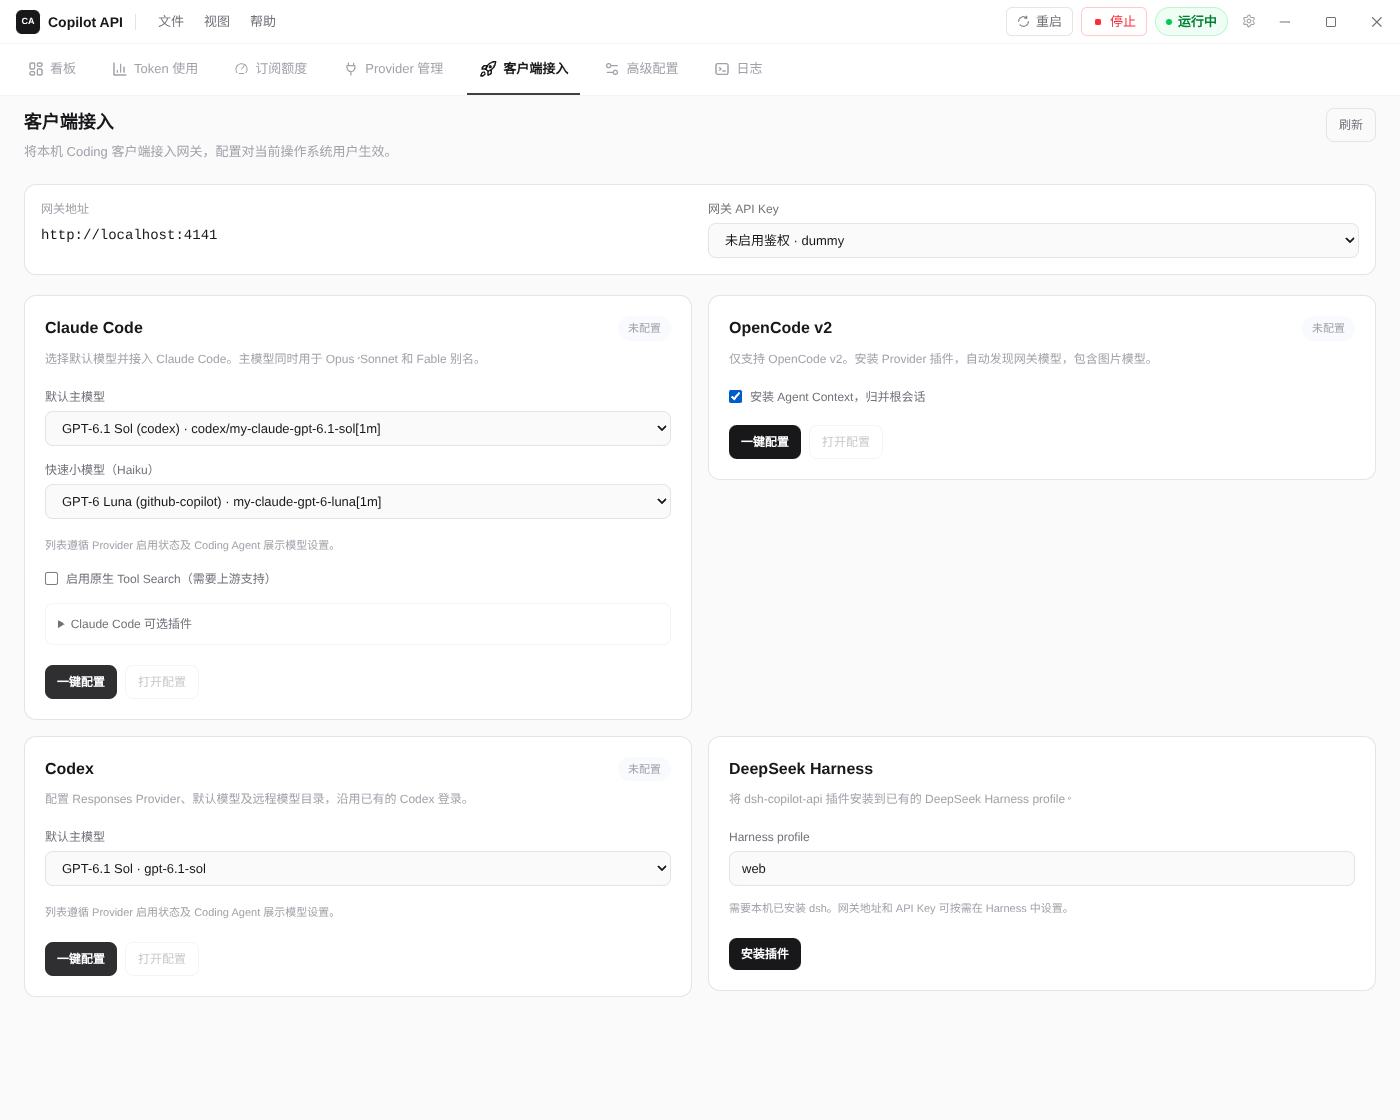 CA Copilot API 文件 视图 帮助 重启 停止 运行中
看板 Token 使用 订阅额度 Provider 管理 客户端接入 高级配置 日志
客户端接入
刷新
将本机 Coding 客户端接入网关，配置对当前操作系统用户生效。
网关地址
http://localhost:4141
网关 API Key
未启用鉴权 · dummy
Claude Code
未配置
选择默认模型并接入 Claude Code。主模型同时用于 Opus、Sonnet 和 Fable 别名。
默认主模型
GPT-6.1 Sol (codex) · codex/my-claude-gpt-6.1-sol[1m]
快速小模型（Haiku）
GPT-6 Luna (github-copilot) · my-claude-gpt-6-luna[1m]
列表遵循 Provider 启用状态及 Coding Agent 展示模型设置。
启用原生 Tool Search（需要上游支持）
Claude Code 可选插件
一键配置 打开配置
OpenCode v2
未配置
仅支持 OpenCode v2。安装 Provider 插件，自动发现网关模型，包含图片模型。
安装 Agent Context，归并根会话
一键配置 打开配置
Codex
未配置
配置 Responses Provider、默认模型及远程模型目录，沿用已有的 Codex 登录。
默认主模型
GPT-6.1 Sol · gpt-6.1-sol
列表遵循 Provider 启用状态及 Coding Agent 展示模型设置。
一键配置 打开配置
DeepSeek Harness
将 dsh-copilot-api 插件安装到已有的 DeepSeek Harness profile。
Harness profile
web
需要本机已安装 dsh。网关地址和 API Key 可按需在 Harness 中设置。
安装插件